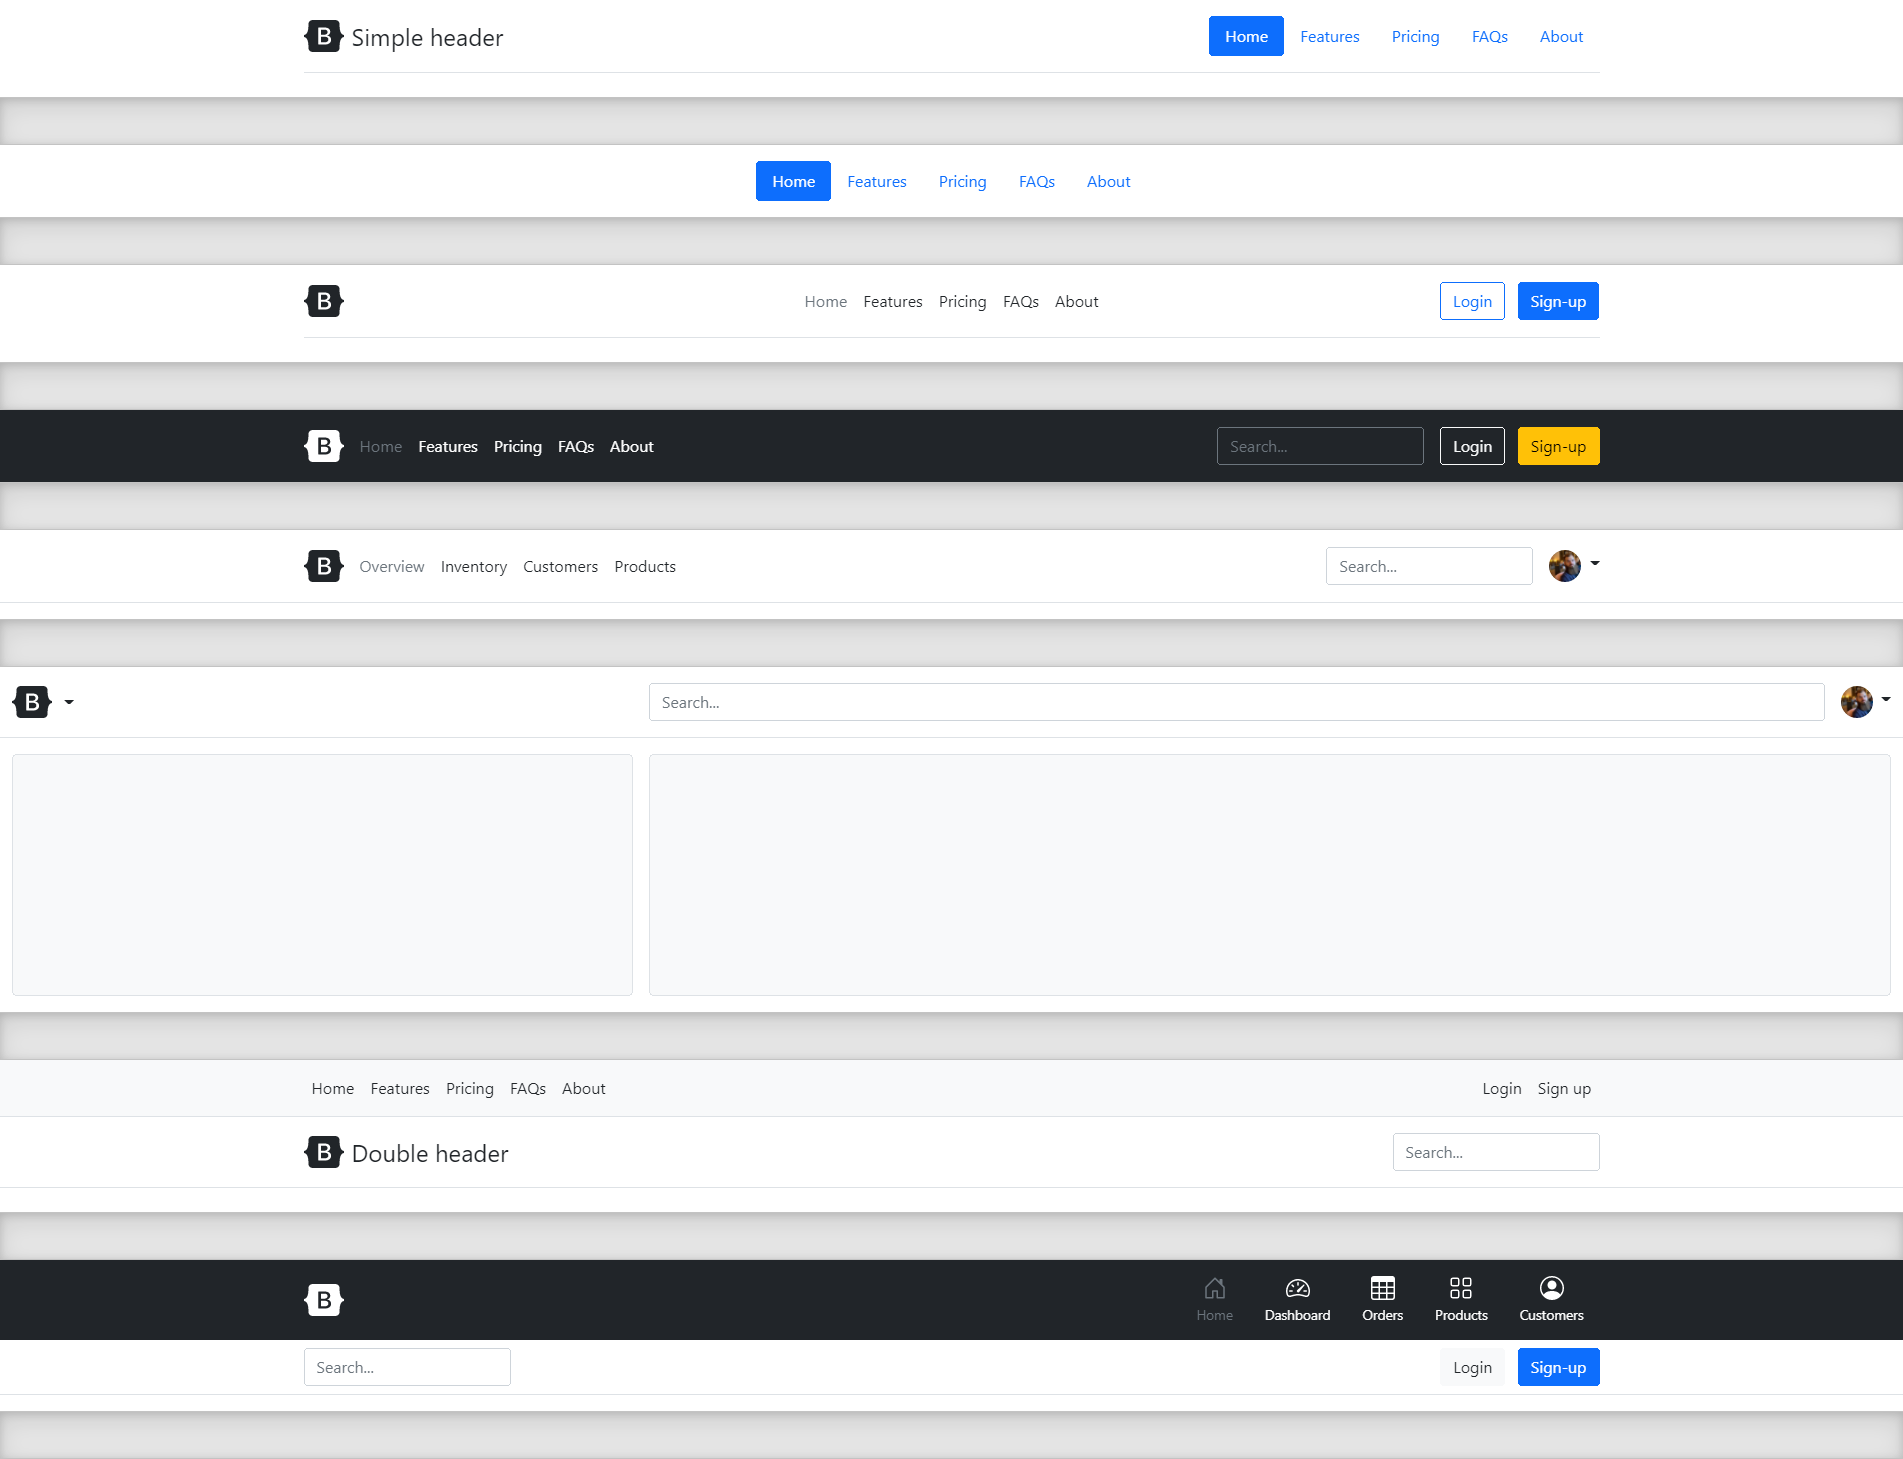 B Simple header Home Features Pricing FAQs About
Home Features Pricing FAQs About
B Home Features Pricing FAQs About Login Sign-up
B Home Features Pricing FAQs About Search... Login Sign-up
B Overview Inventory Customers Products Search...
B Search...
Home Features Pricing FAQs About Login Sign up
B Double header Search...
B Home Dashboard Orders Products Customers
Search... Login Sign-up